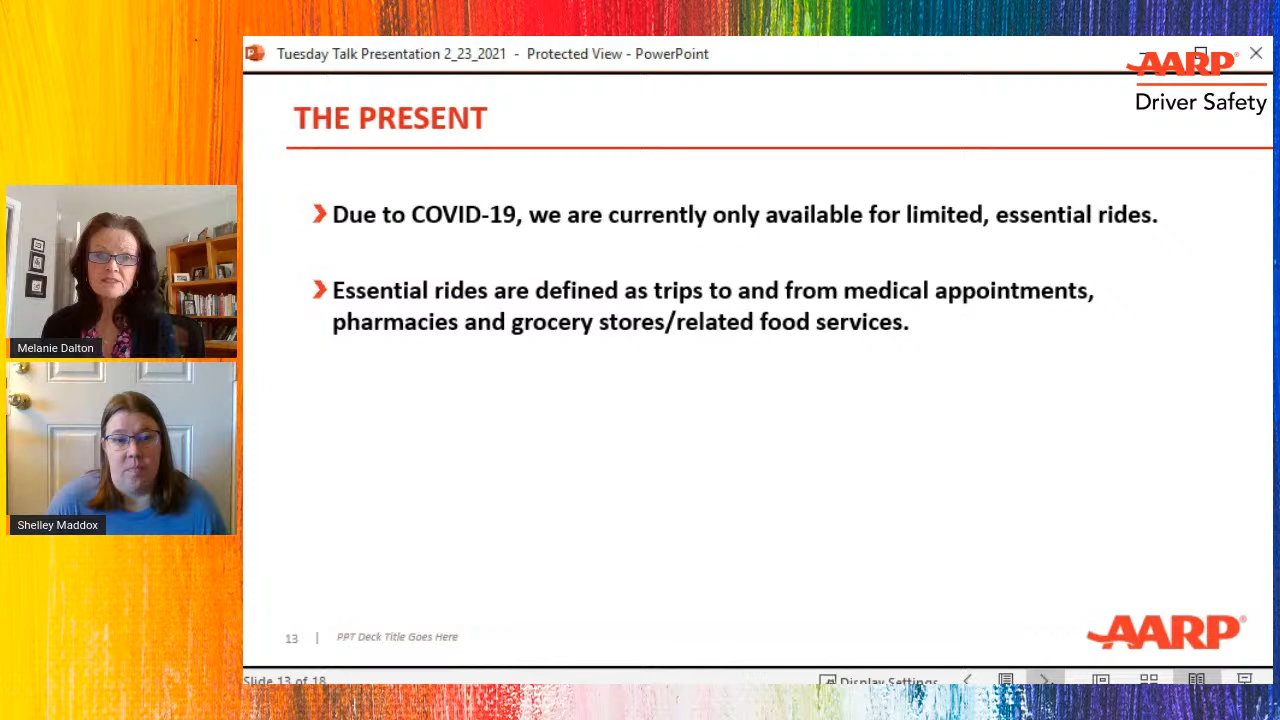 Tuesday Talk Presentation 2_23_2021 - Protected View - PowerPoint
AARP
Driver Safety
THE PRESENT
Due to COVID-19, we are currently only available for limited, essential rides.
Essential rides are defined as trips to and from medical appointments,
pharmacies and grocery stores/related food services.
Melanie Dalton
Shelley Maddox
13 | PPT Deck Title Goes Here
AARP
Slide 13 of 18
Display Settings